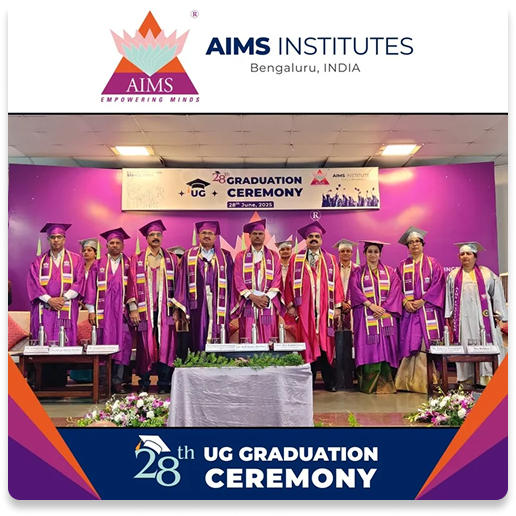 ®
AIMS INSTITUTES
Bengaluru, INDIA
AIMS
EMPOWERING MINDS
28th GRADUATION
UG CEREMONY
AIMS INSTITUTES
28th June, 2025
®
28th UG GRADUATION
CEREMONY